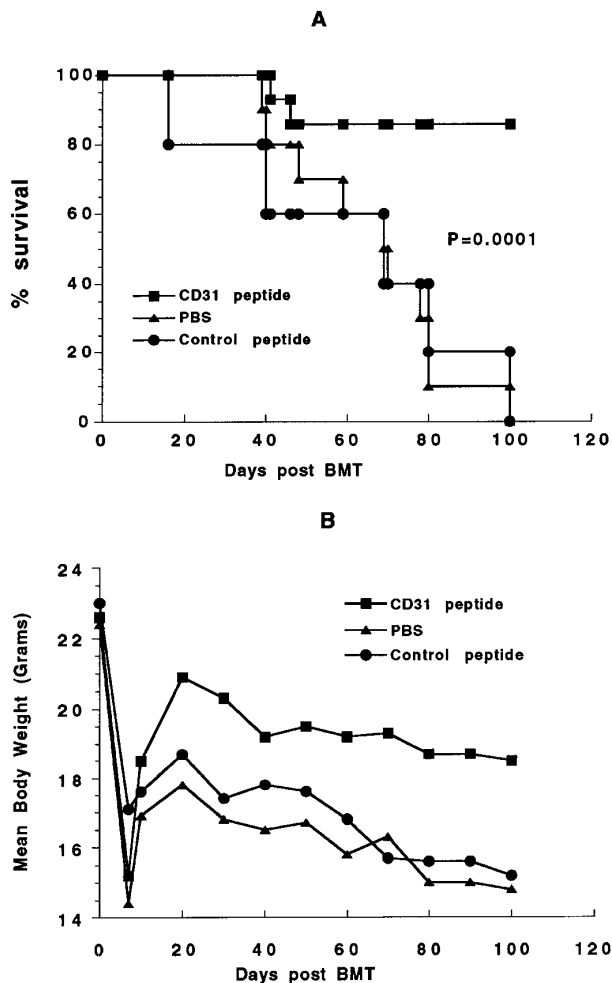 A
100
80
60
40
20
0
% survival
P=0.0001
CD31 peptide
PBS
Control peptide
0 20 40 60 80 100 120
Days post BMT
B
24
22
20
18
16
14
Mean Body Weight (Grams)
CD31 peptide
PBS
Control peptide
0 20 40 60 80 100 120
Days post BMT